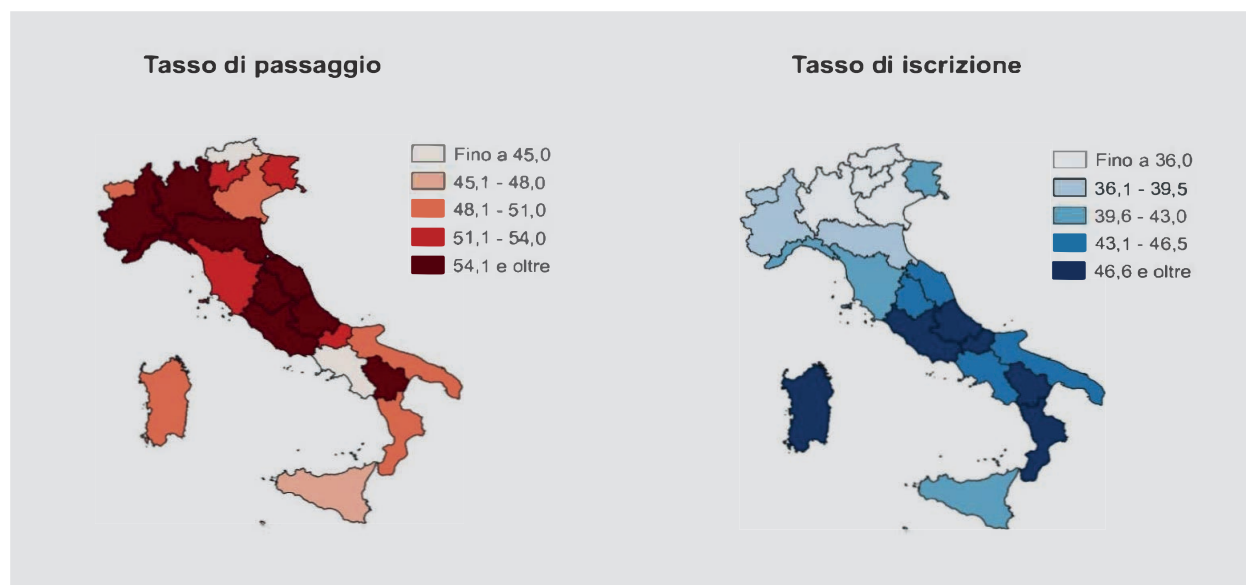 Tasso di passaggio
Fino a 45,0
45,1 - 48,0
48,1 - 51,0
51,1 - 54,0
54,1 e oltre
Tasso di iscrizione
Fino a 36,0
36,1 - 39,5
39,6 - 43,0
43,1 - 46,5
46,6 e oltre